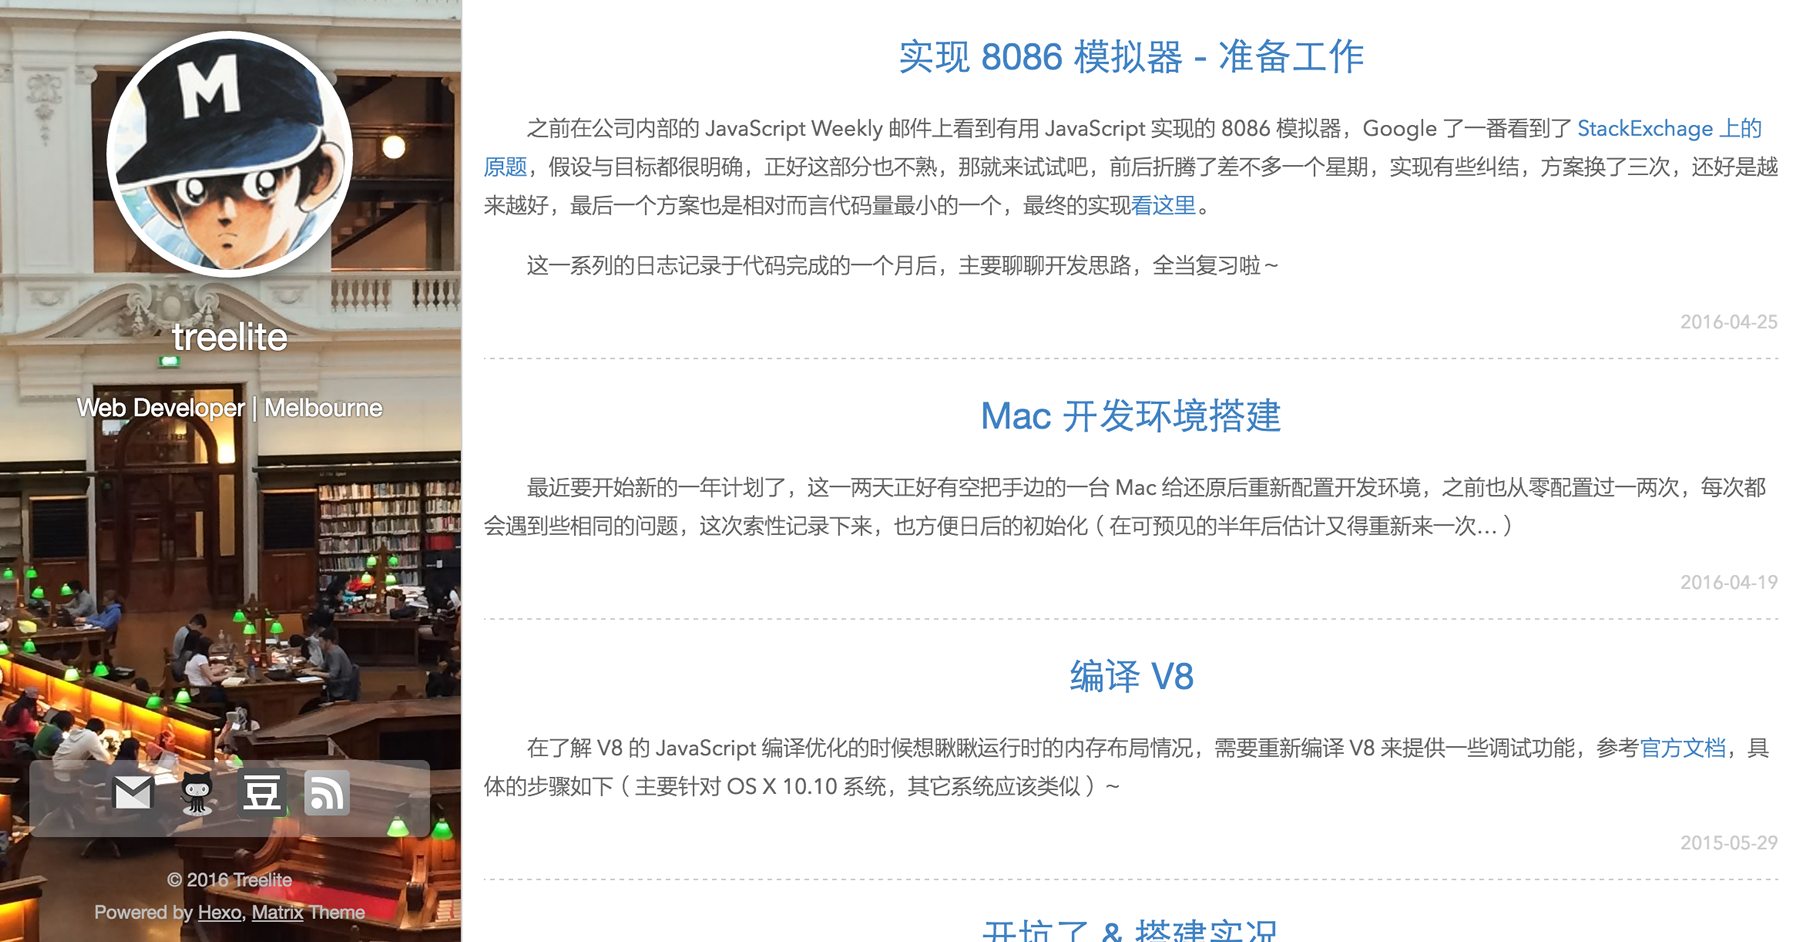 M
treelite
Web Developer | Melbourne
豆
© 2016 Treelite
Powered by Hexo, Matrix Theme
实现 8086 模拟器 - 准备工作
之前在公司内部的 JavaScript Weekly 邮件上看到有用 JavaScript 实现的 8086 模拟器，Google 了一番看到了 StackExchage 上的
原题，假设与目标都很明确，正好这部分也不熟，那就来试试吧，前后折腾了差不多一个星期，实现有些纠结，方案换了三次，还好是越
来越好，最后一个方案也是相对而言代码量最小的一个，最终的实现看这里。
这一系列的日志记录于代码完成的一个月后，主要聊聊开发思路，全当复习啦～
2016-04-25
Mac 开发环境搭建
最近要开始新的一年计划了，这一两天正好有空把手边的一台 Mac 给还原后重新配置开发环境，之前也从零配置过一两次，每次都
会遇到些相同的问题，这次索性记录下来，也方便日后的初始化（在可预见的半年后估计又得重新来一次…）
2016-04-19
编译 V8
在了解 V8 的 JavaScript 编译优化的时候想瞅瞅运行时的内存布局情况，需要重新编译 V8 来提供一些调试功能，参考官方文档，具
体的步骤如下（主要针对 OS X 10.10 系统，其它系统应该类似）~
2015-05-29
开坑了 & 搭建实况